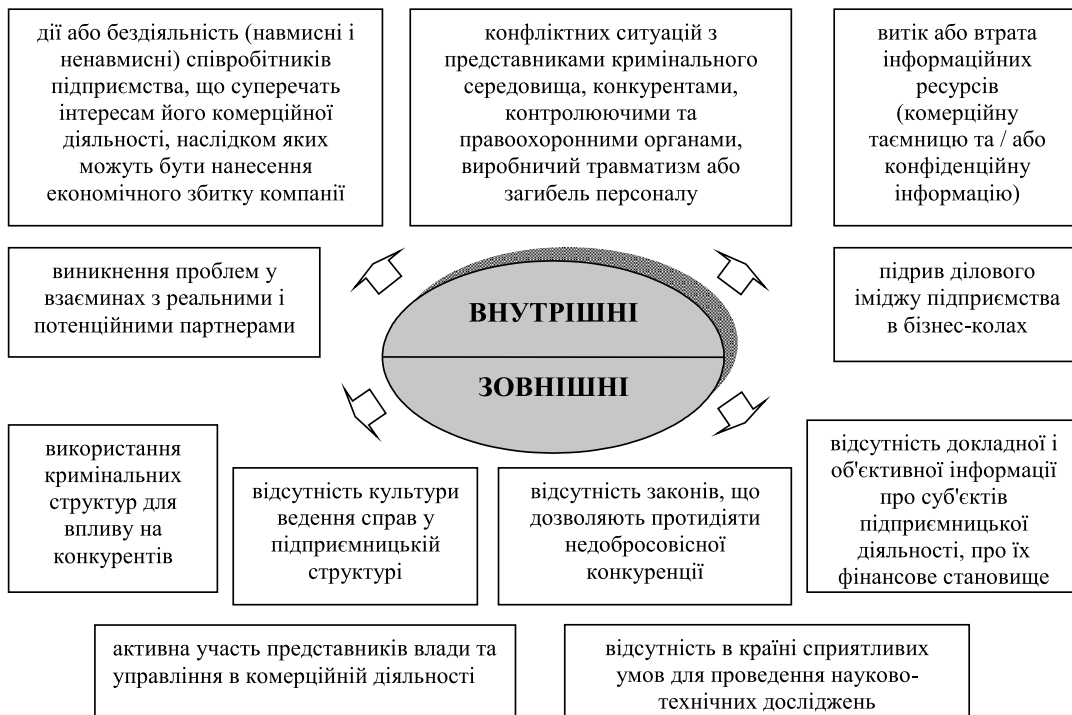 дії або бездіяльність (навмисні і
ненавмисні) співробітників
підприємства, що суперечать
інтересам його комерційної
діяльності, наслідком яких
можуть бути нанесення
економічного збитку компанії
конфліктних ситуацій з
представниками кримінального
середовища, конкурентами,
контролюючими та
правоохоронними органами,
виробничий травматизм або
загибель персоналу
витік або втрата
інформаційних
ресурсів
(комерційну
таємницю та / або
конфіденційну
інформацію)
виникнення проблем у
взаєминах з реальними і
потенційними партнерами
ВНУТРІШНІ
ЗОВНІШНІ
підрив ділового
іміджу підприємства
в бізнес-колах
використання
кримінальних
структур для
впливу на
конкурентів
відсутність культури
ведення справ у
підприємницькій
структурі
відсутність законів, що
дозволяють протидіяти
недобросовісної
конкуренції
відсутність докладної і
об'єктивної інформації
про суб'єктів
підприємницької
діяльності, про їх
фінансове становище
активна участь представників влади та
управління в комерційній діяльності
відсутність в країні сприятливих
умов для проведення науково-
технічних досліджень